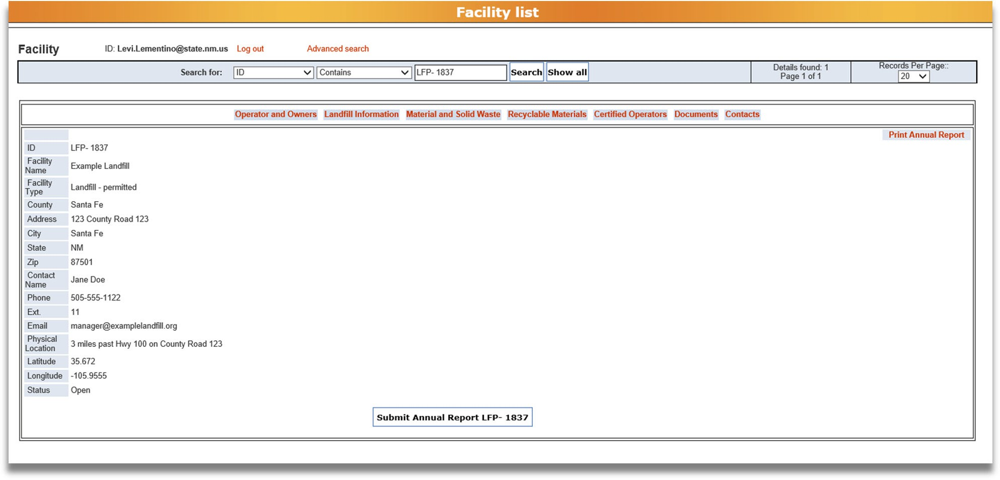 Facility list
Facility ID: Levi.Lementino@state.nm.us Log out Advanced search
Search for: ID Contains LFP- 1837 Search Show all
Details found: 1
Page 1 of 1
Records Per Page::
20
Operator and Owners Landfill Information Material and Solid Waste Recyclable Materials Certified Operators Documents Contacts
Print Annual Report
ID LFP- 1837
Facility Name Example Landfill
Facility Type Landfill - permitted
County Santa Fe
Address 123 County Road 123
City Santa Fe
State NM
Zip 87501
Contact Name Jane Doe
Phone 505-555-1122
Ext. 11
Email manager@examplelandfill.org
Physical Location 3 miles past Hwy 100 on County Road 123
Latitude 35.672
Longitude -105.9555
Status Open
Submit Annual Report LFP- 1837